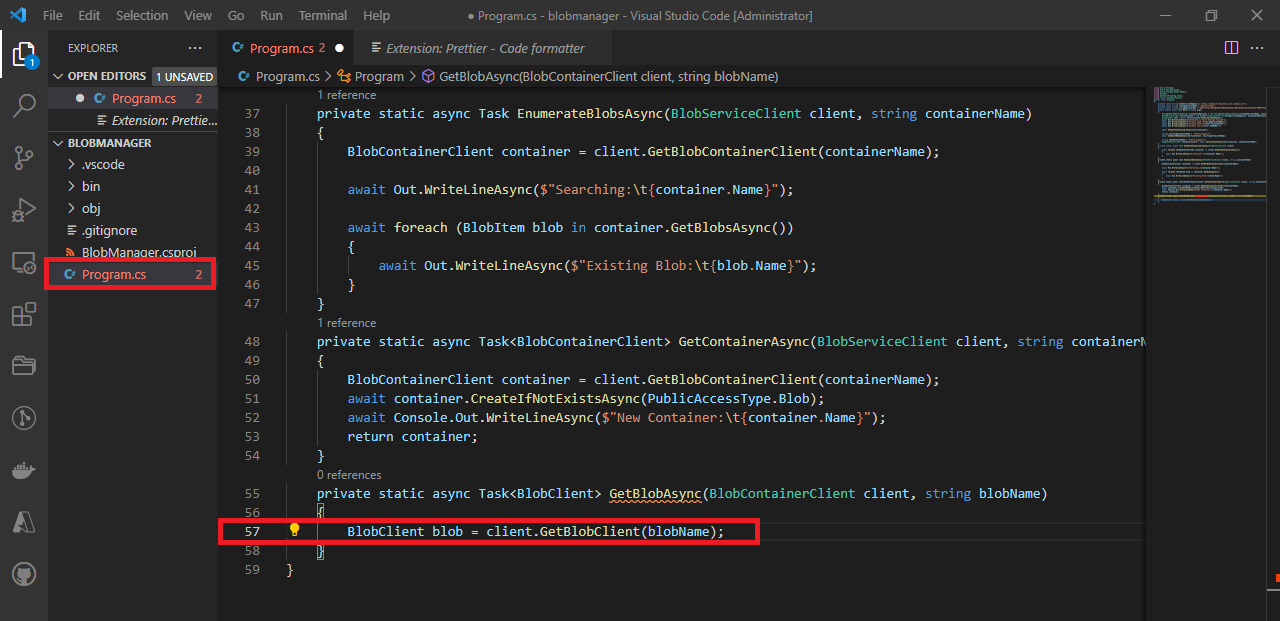 File Edit Selection View Go Run Terminal Help
● Program.cs - blobmanager - Visual Studio Code [Administrator]
EXPLORER
Program.cs 2
Extension: Prettier - Code formatter
OPEN EDITORS 1 UNSAVED
Program.cs > Program > GetBlobAsync(BlobContainerClient client, string blobName)
Program.cs 2
Extension: Prettie...
BLOBMANAGER
.vscode
bin
obj
.gitignore
BlobManager.csproj
Program.cs 2
1
1 reference
37 private static async Task EnumerateBlobsAsync(BlobServiceClient client, string containerName)
38 {
39 BlobContainerClient container = client.GetBlobContainerClient(containerName);
40
41 await Out.WriteLineAsync($"Searching:\t{container.Name}");
42
43 await foreach (BlobItem blob in container.GetBlobsAsync())
44 {
45 await Out.WriteLineAsync($"Existing Blob:\t{blob.Name}");
46 }
47 }
1 reference
48 private static async Task<BlobContainerClient> GetContainerAsync(BlobServiceClient client, string containerN
49 {
50 BlobContainerClient container = client.GetBlobContainerClient(containerName);
51 await container.CreateIfNotExistsAsync(PublicAccessType.Blob);
52 await Console.Out.WriteLineAsync($"New Container:\t{container.Name}");
53 return container;
54 }
0 references
55 private static async Task<BlobClient> GetBlobAsync(BlobContainerClient client, string blobName)
56 {
57 BlobClient blob = client.GetBlobClient(blobName);
58 }
59 }